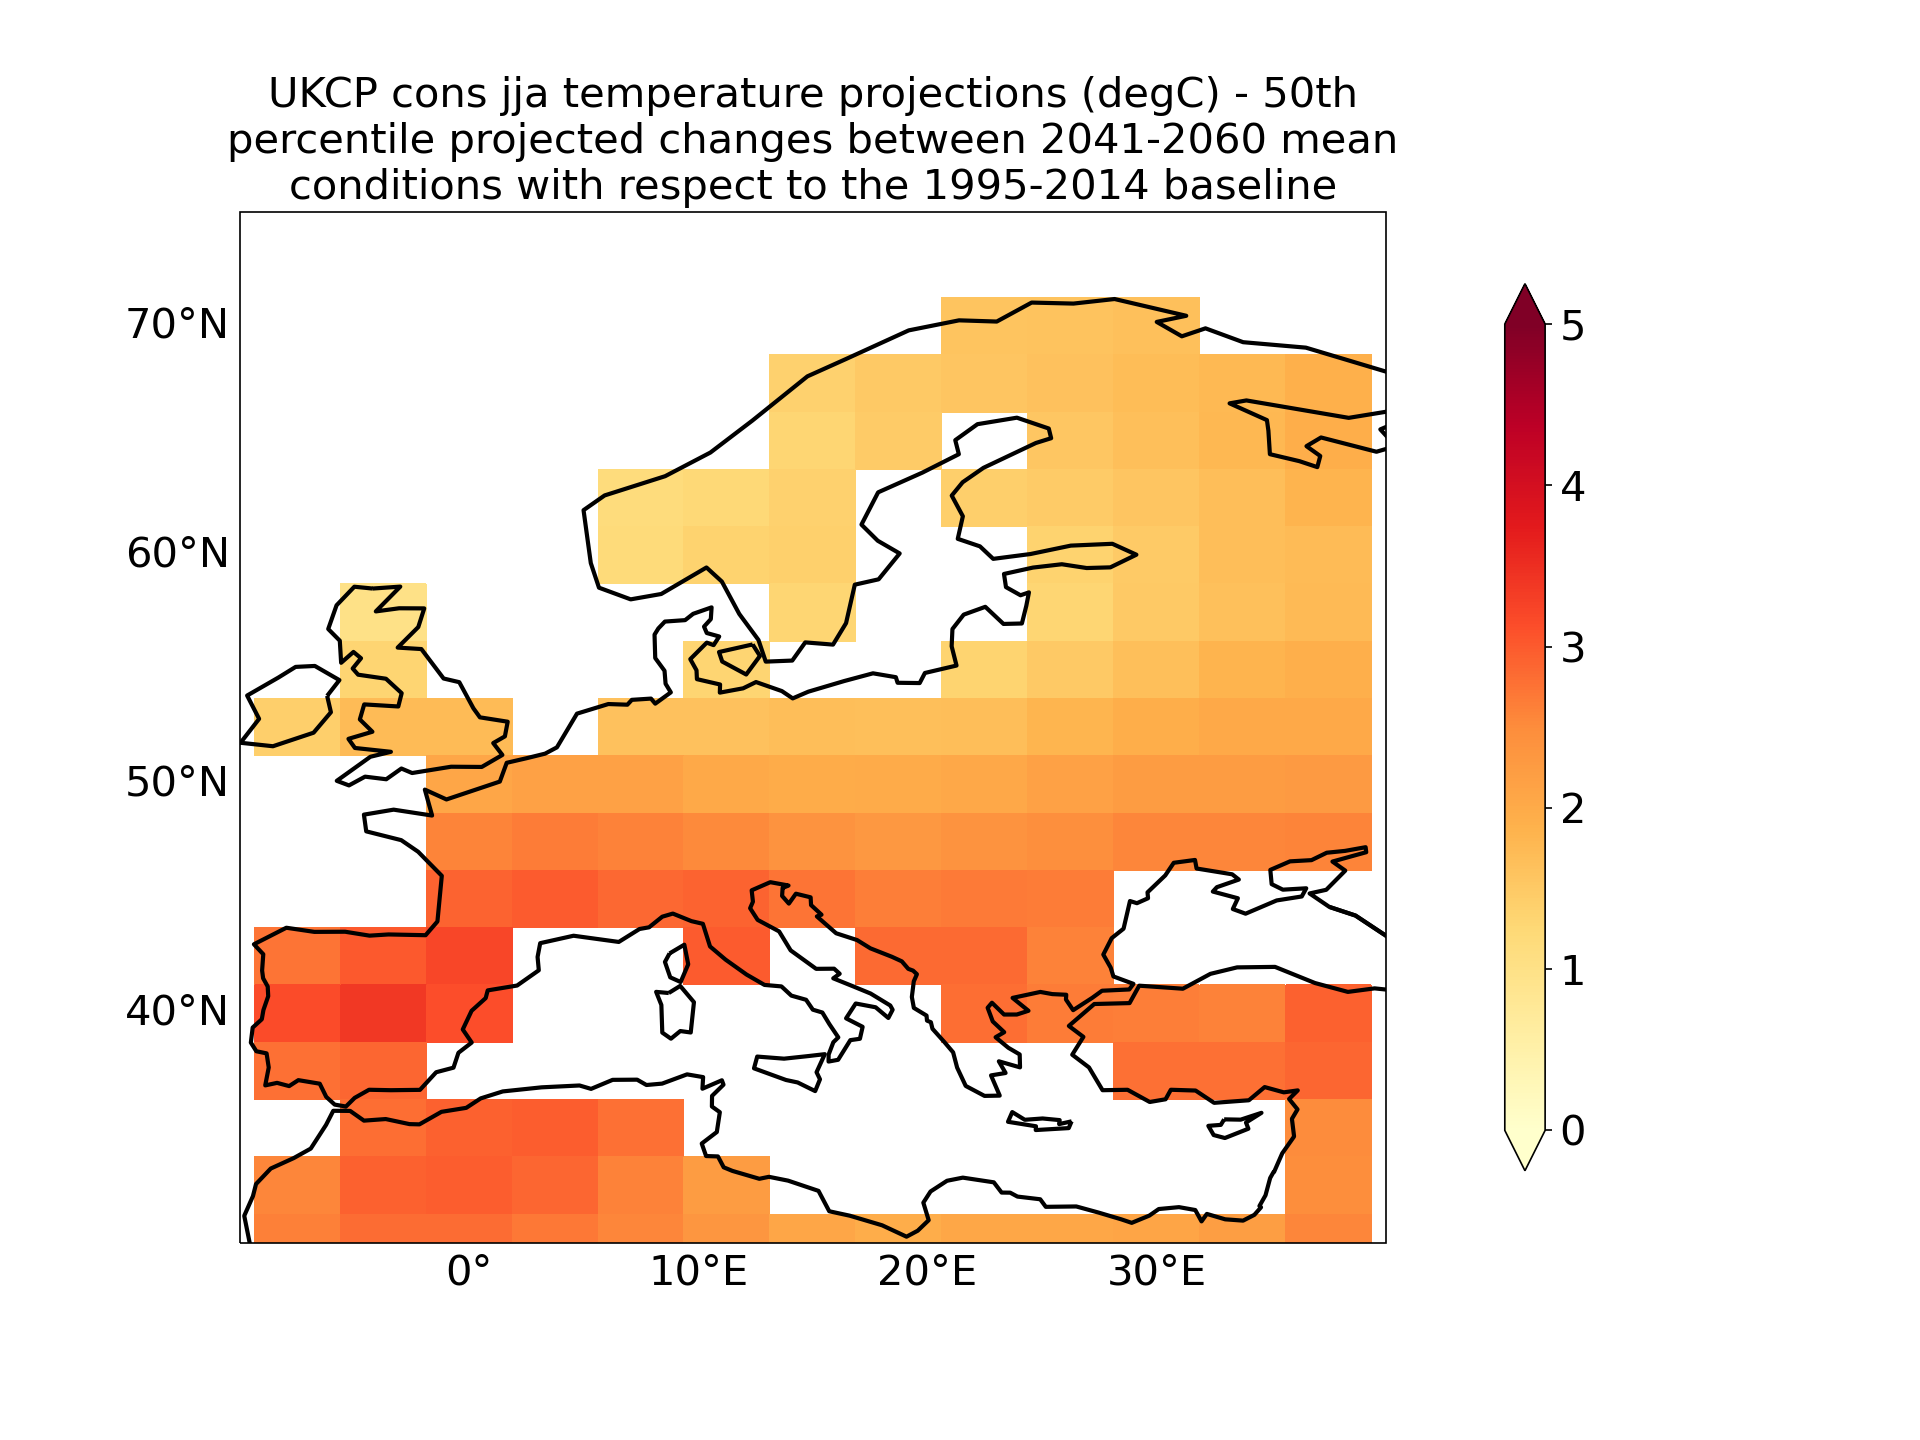 UKCP cons jja temperature projections (degC) - 50th
percentile projected changes between 2041-2060 mean
conditions with respect to the 1995-2014 baseline
70°N
60°N
50°N
40°N
0°
10°E
20°E
30°E
5
4
3
2
1
0